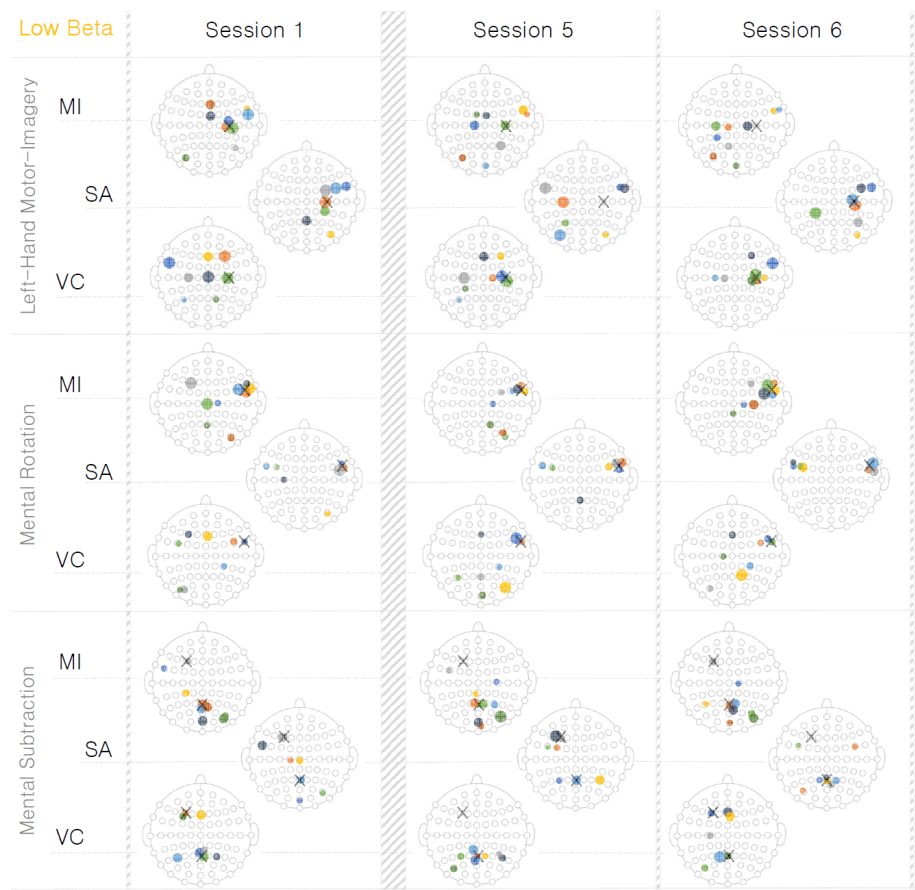 Low Beta
Session 1
Session 5
Session 6
Left-Hand Motor-Imagery
MI
SA
VC
Mental Rotation
MI
SA
VC
Mental Subtraction
MI
SA
VC